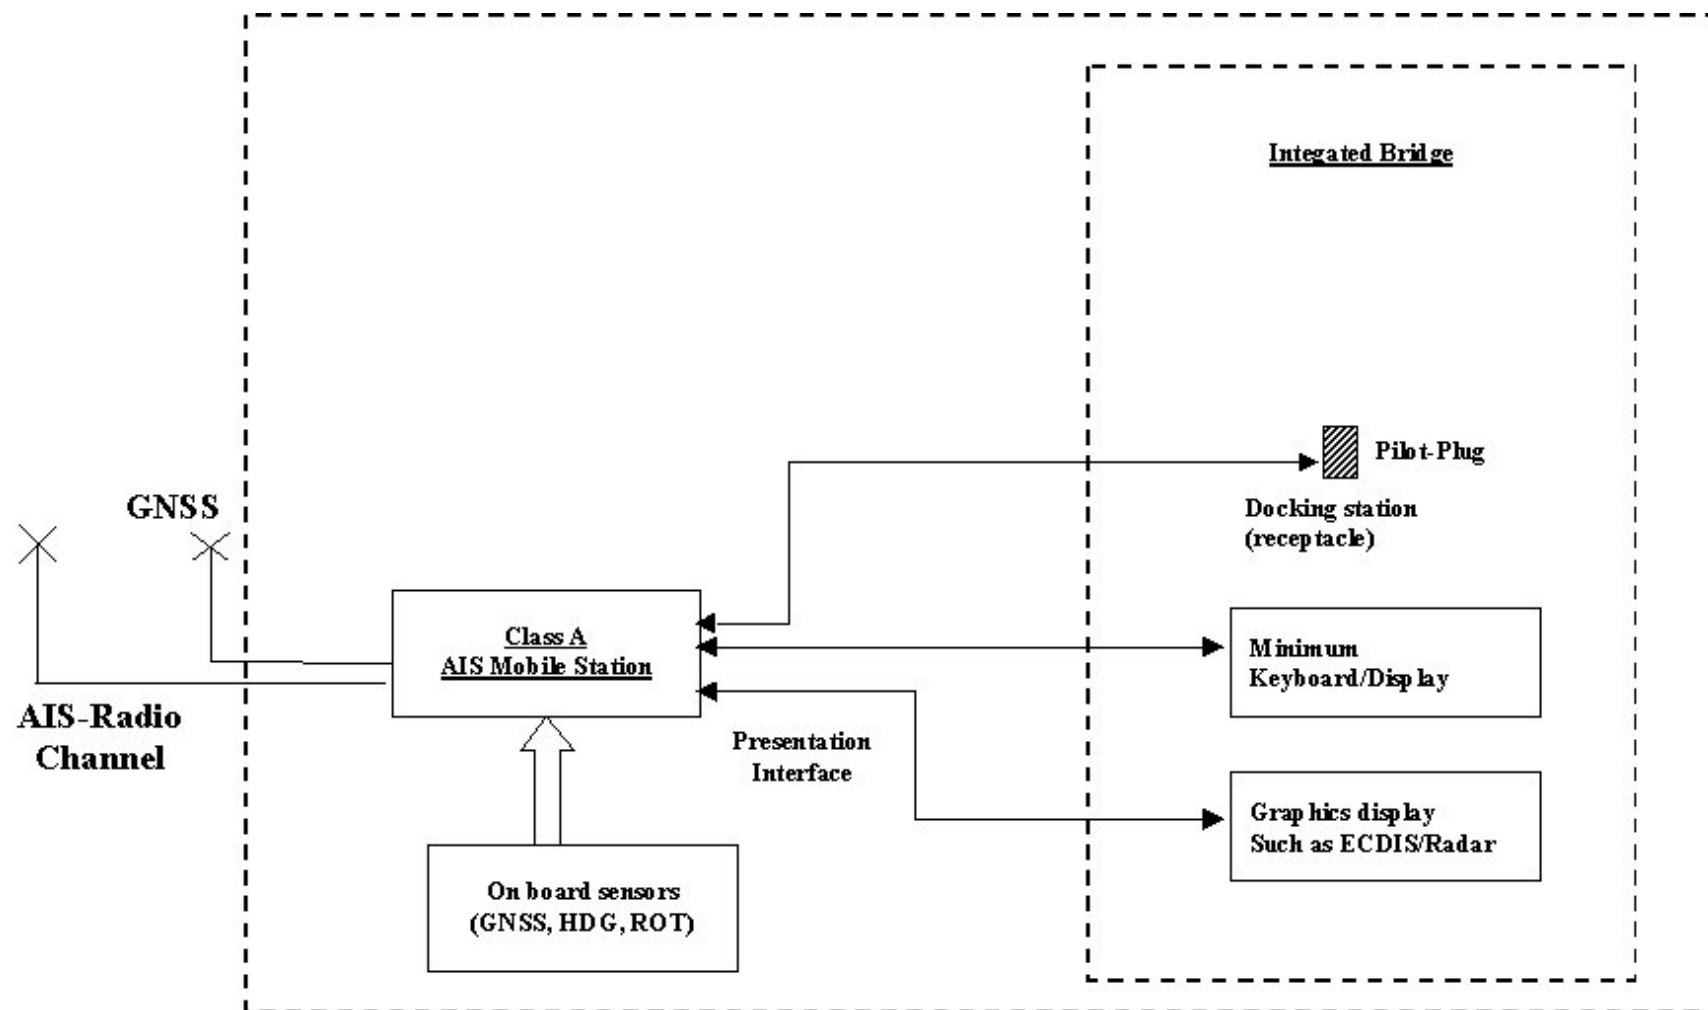 Integated Bridge
Pilot-Plug
Docking station
(receptacle)
GNSS
AIS-Radio
Channel
Class A
AIS Mobile Station
Minimum
Keyboard/Display
Presentation
Interface
Graphics display
Such as ECDIS/Radar
On board sensors
(GNSS, HDG, ROT)